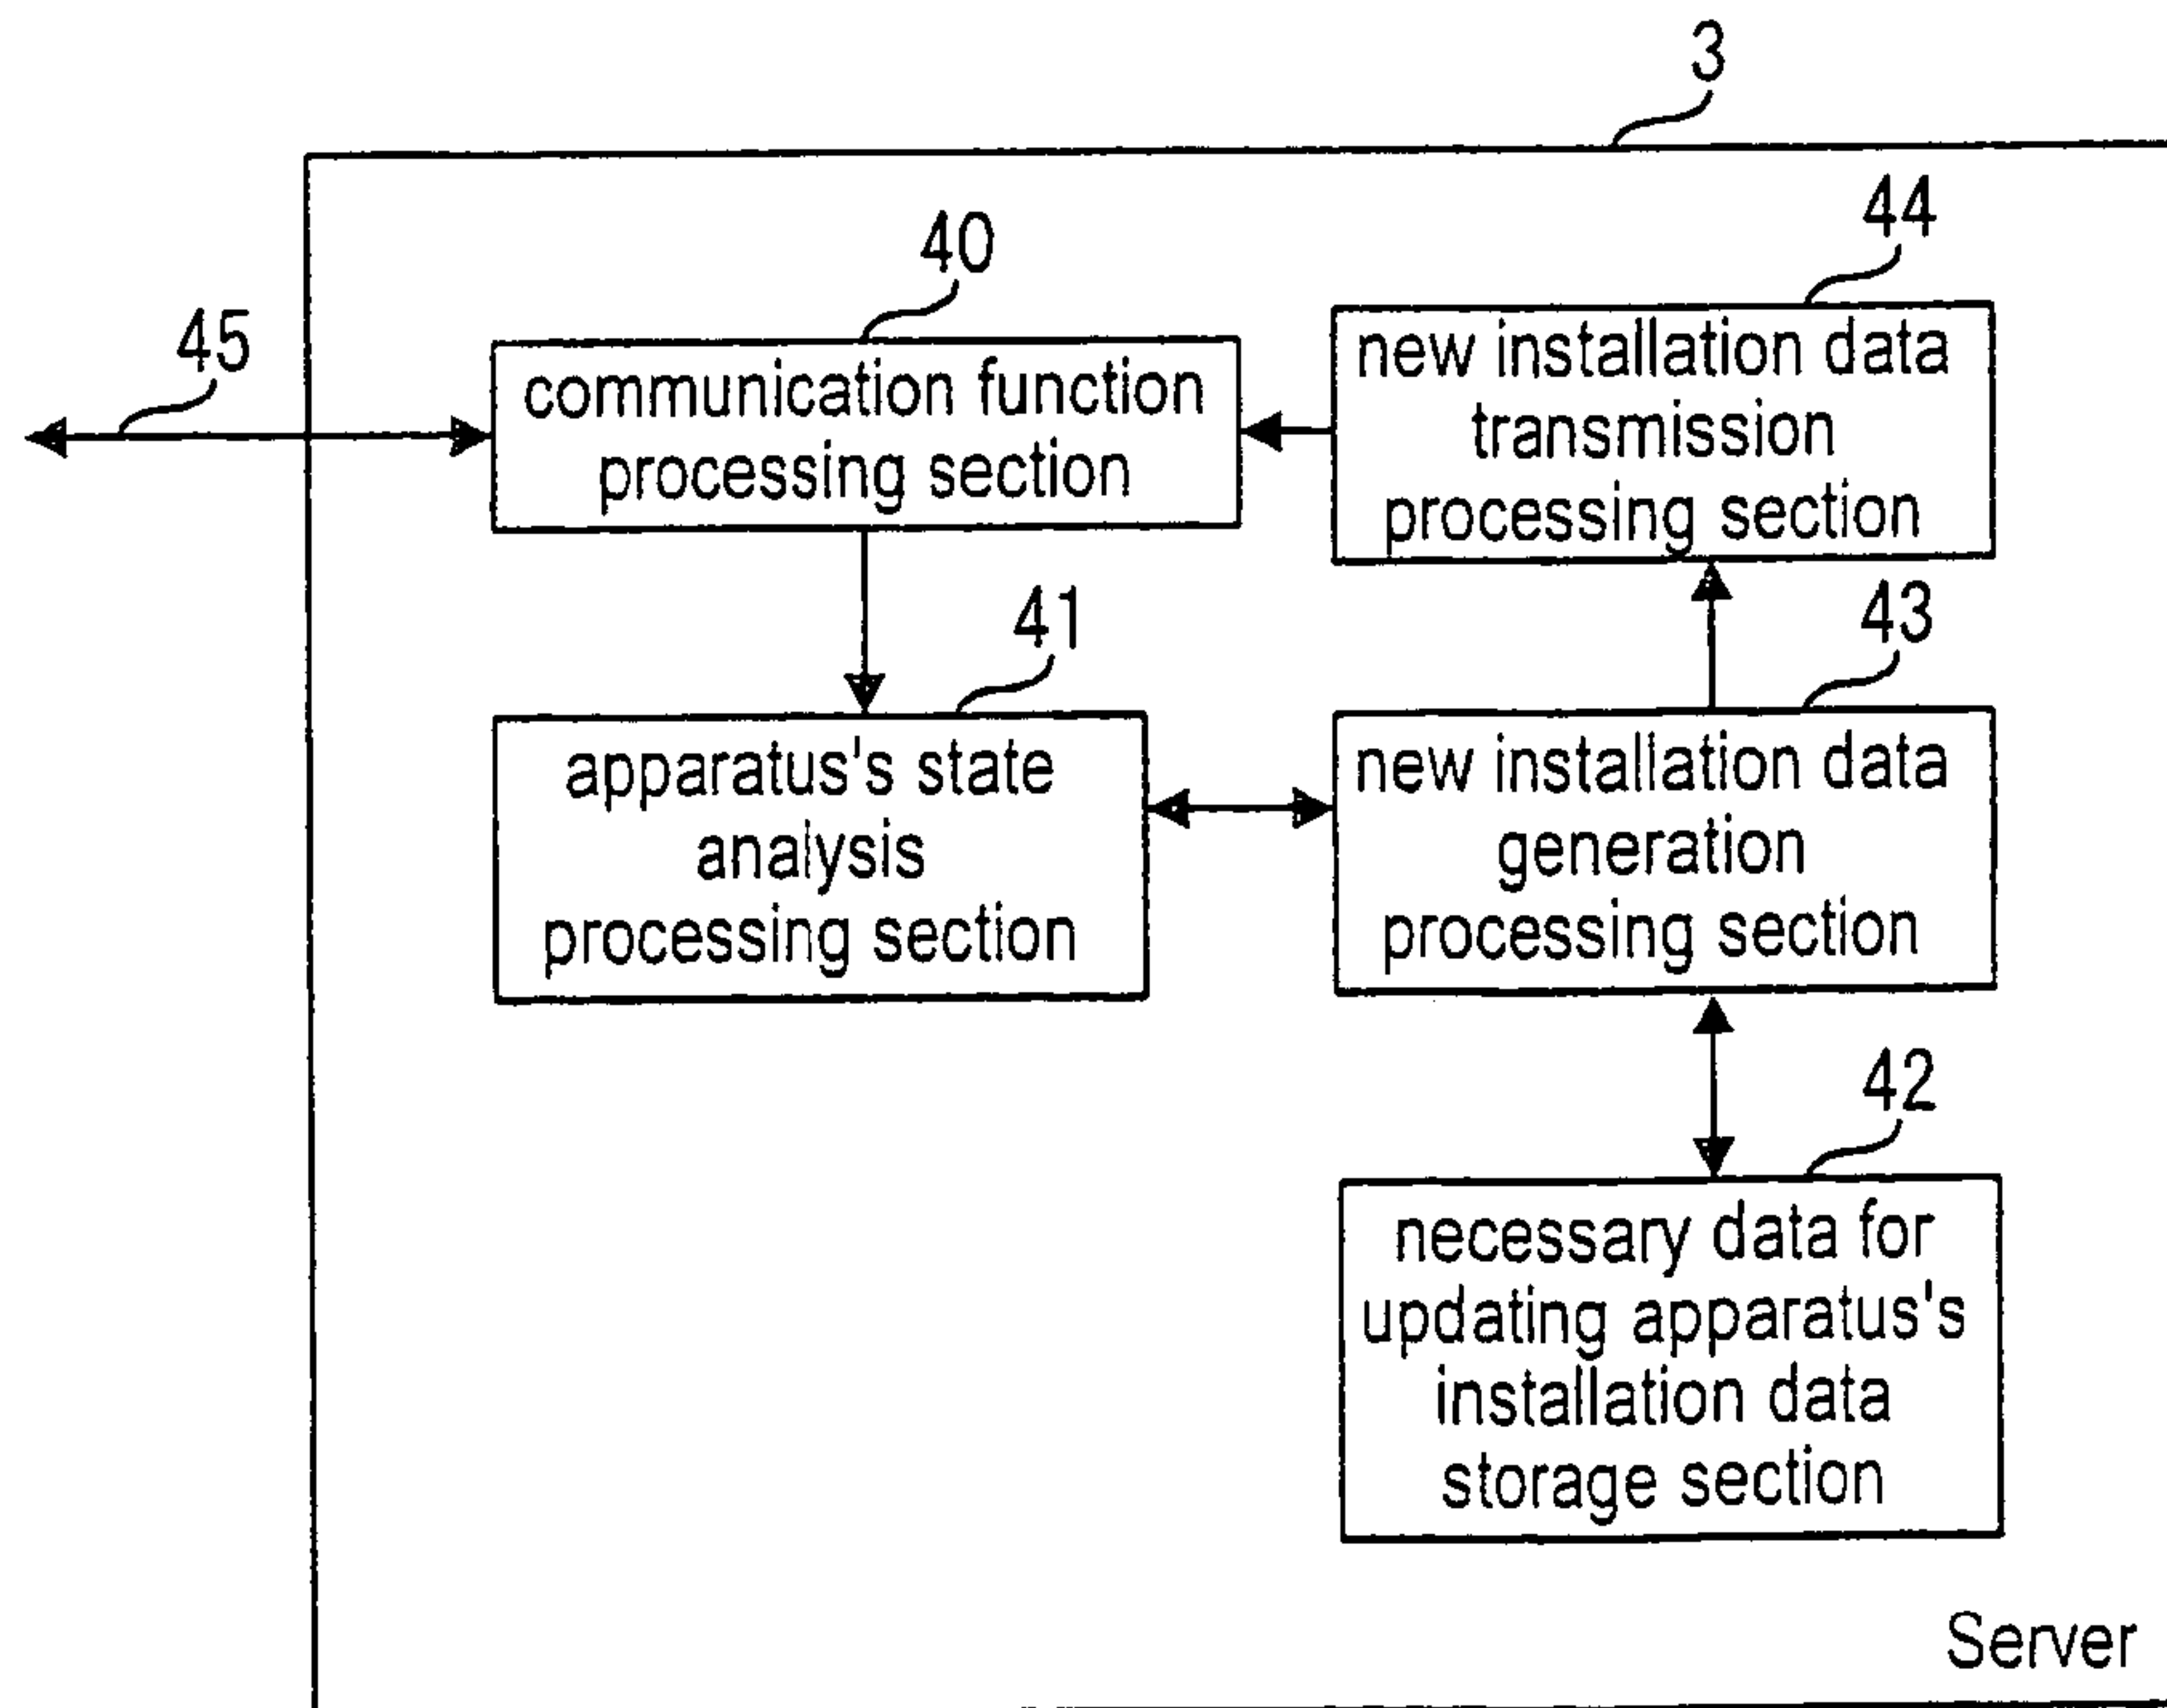 3
44
40
45
new installation data
transmission
processing section
communication function
processing section
43
41
new installation data
generation
processing section
apparatus's state
analysis
processing section
42
necessary data for
updating apparatus's
installation data
storage section
Server